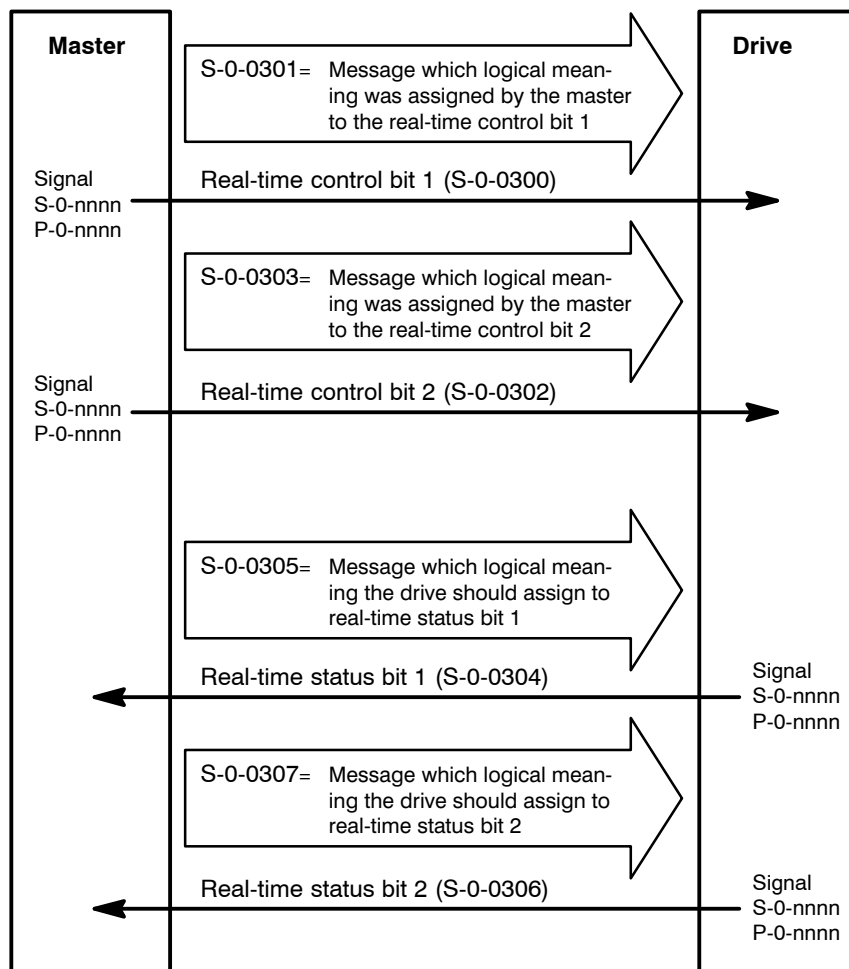 Master
Drive
S-0-0301= Message which logical mean-
ing was assigned by the master
to the real-time control bit 1
Signal
S-0-nnnn
P-0-nnnn
Real-time control bit 1 (S-0-0300)
S-0-0303= Message which logical mean-
ing was assigned by the master
to the real-time control bit 2
Signal
S-0-nnnn
P-0-nnnn
Real-time control bit 2 (S-0-0302)
S-0-0305= Message which logical mean-
ing the drive should assign to
real-time status bit 1
Real-time status bit 1 (S-0-0304)
Signal
S-0-nnnn
P-0-nnnn
S-0-0307= Message which logical mean-
ing the drive should assign to
real-time status bit 2
Real-time status bit 2 (S-0-0306)
Signal
S-0-nnnn
P-0-nnnn